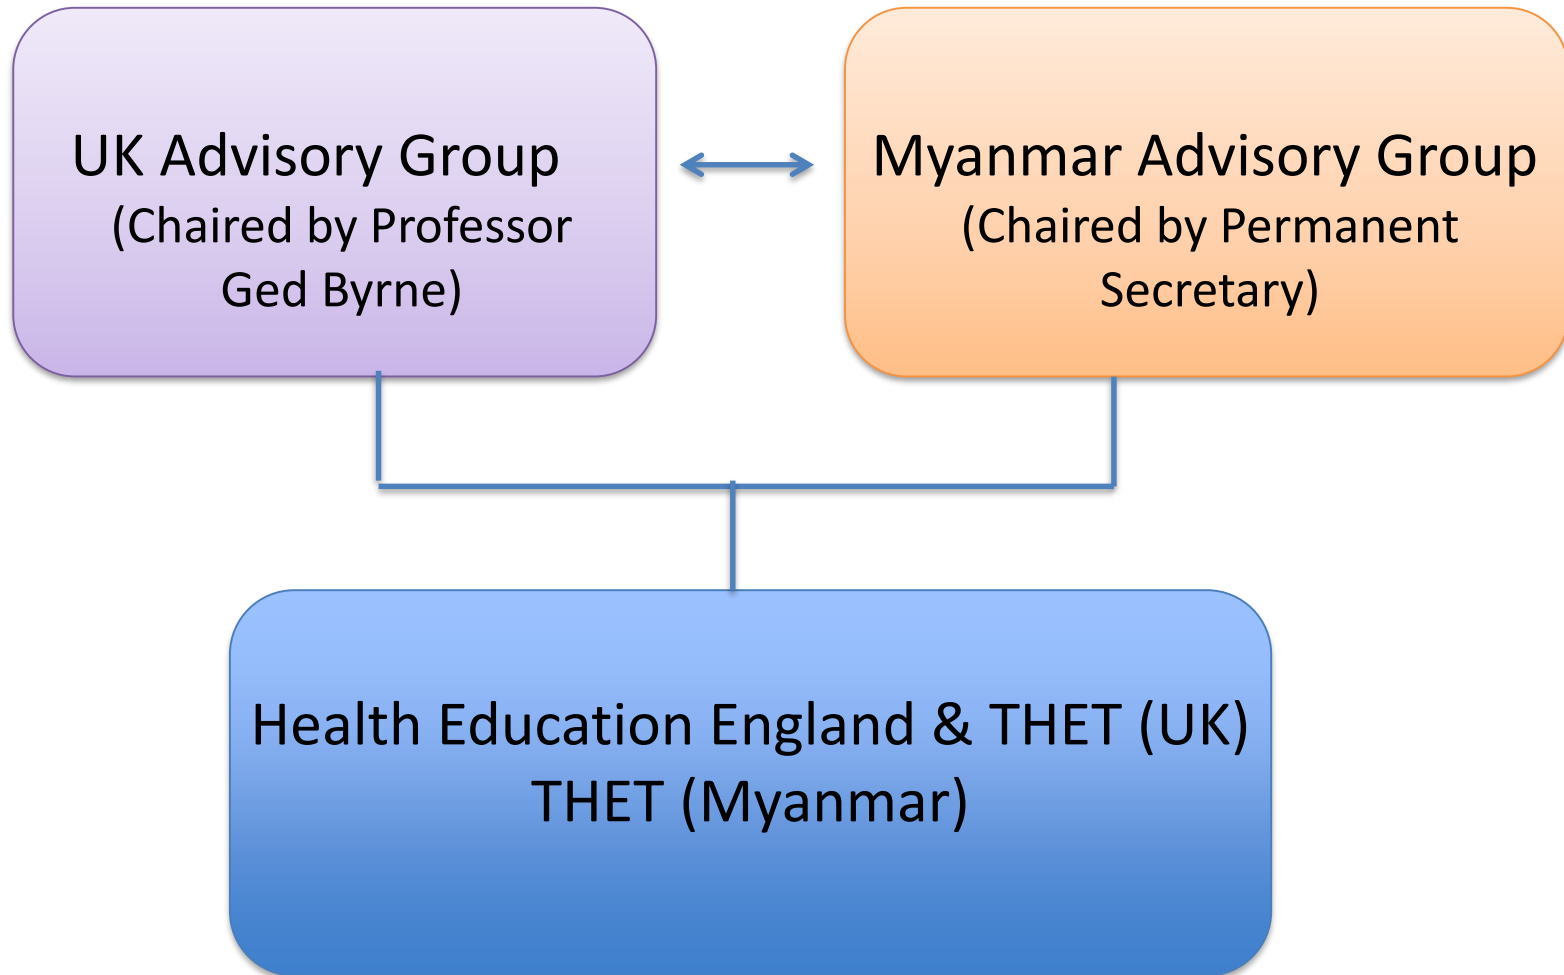 UK Advisory Group
(Chaired by Professor
Ged Byrne)
Myanmar Advisory Group
(Chaired by Permanent
Secretary)
Health Education England & THET (UK)
THET (Myanmar)